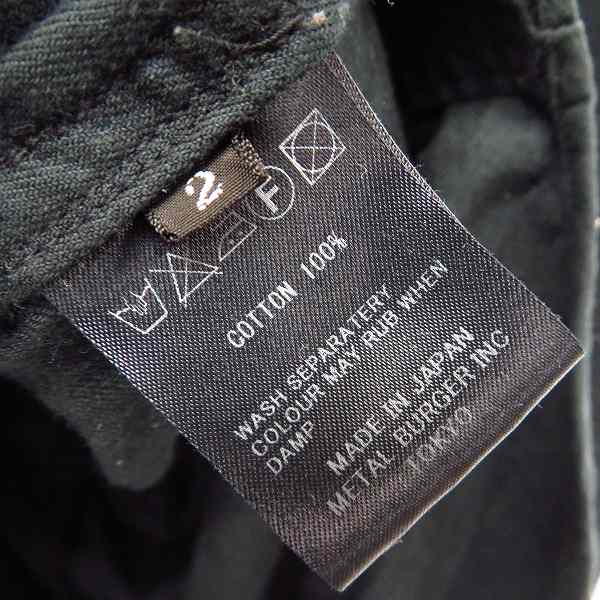 2
F
COTTON 100%
WASH SEPARATERY
COLOUR MAY RUB WHEN
DAMP
MADE IN JAPAN
METAL BURGER INC
TOKYO